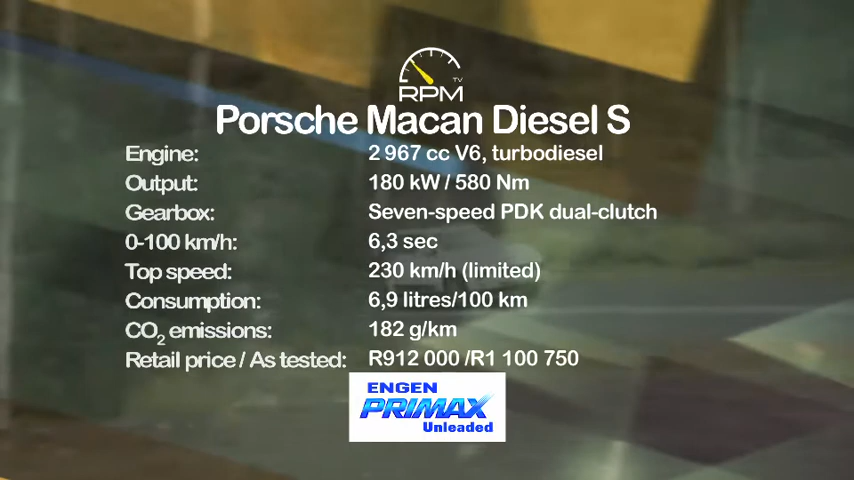 TV
RPM
Porsche Macan Diesel S
Engine: 2 967 cc V6, turbodiesel
Output: 180 kW / 580 Nm
Gearbox: Seven-speed PDK dual-clutch
0-100 km/h: 6,3 sec
Top speed: 230 km/h (limited)
Consumption: 6,9 litres/100 km
CO2 emissions: 182 g/km
Retail price / As tested: R912 000 /R1 100 750
ENGEN
PRIMAX
Unleaded